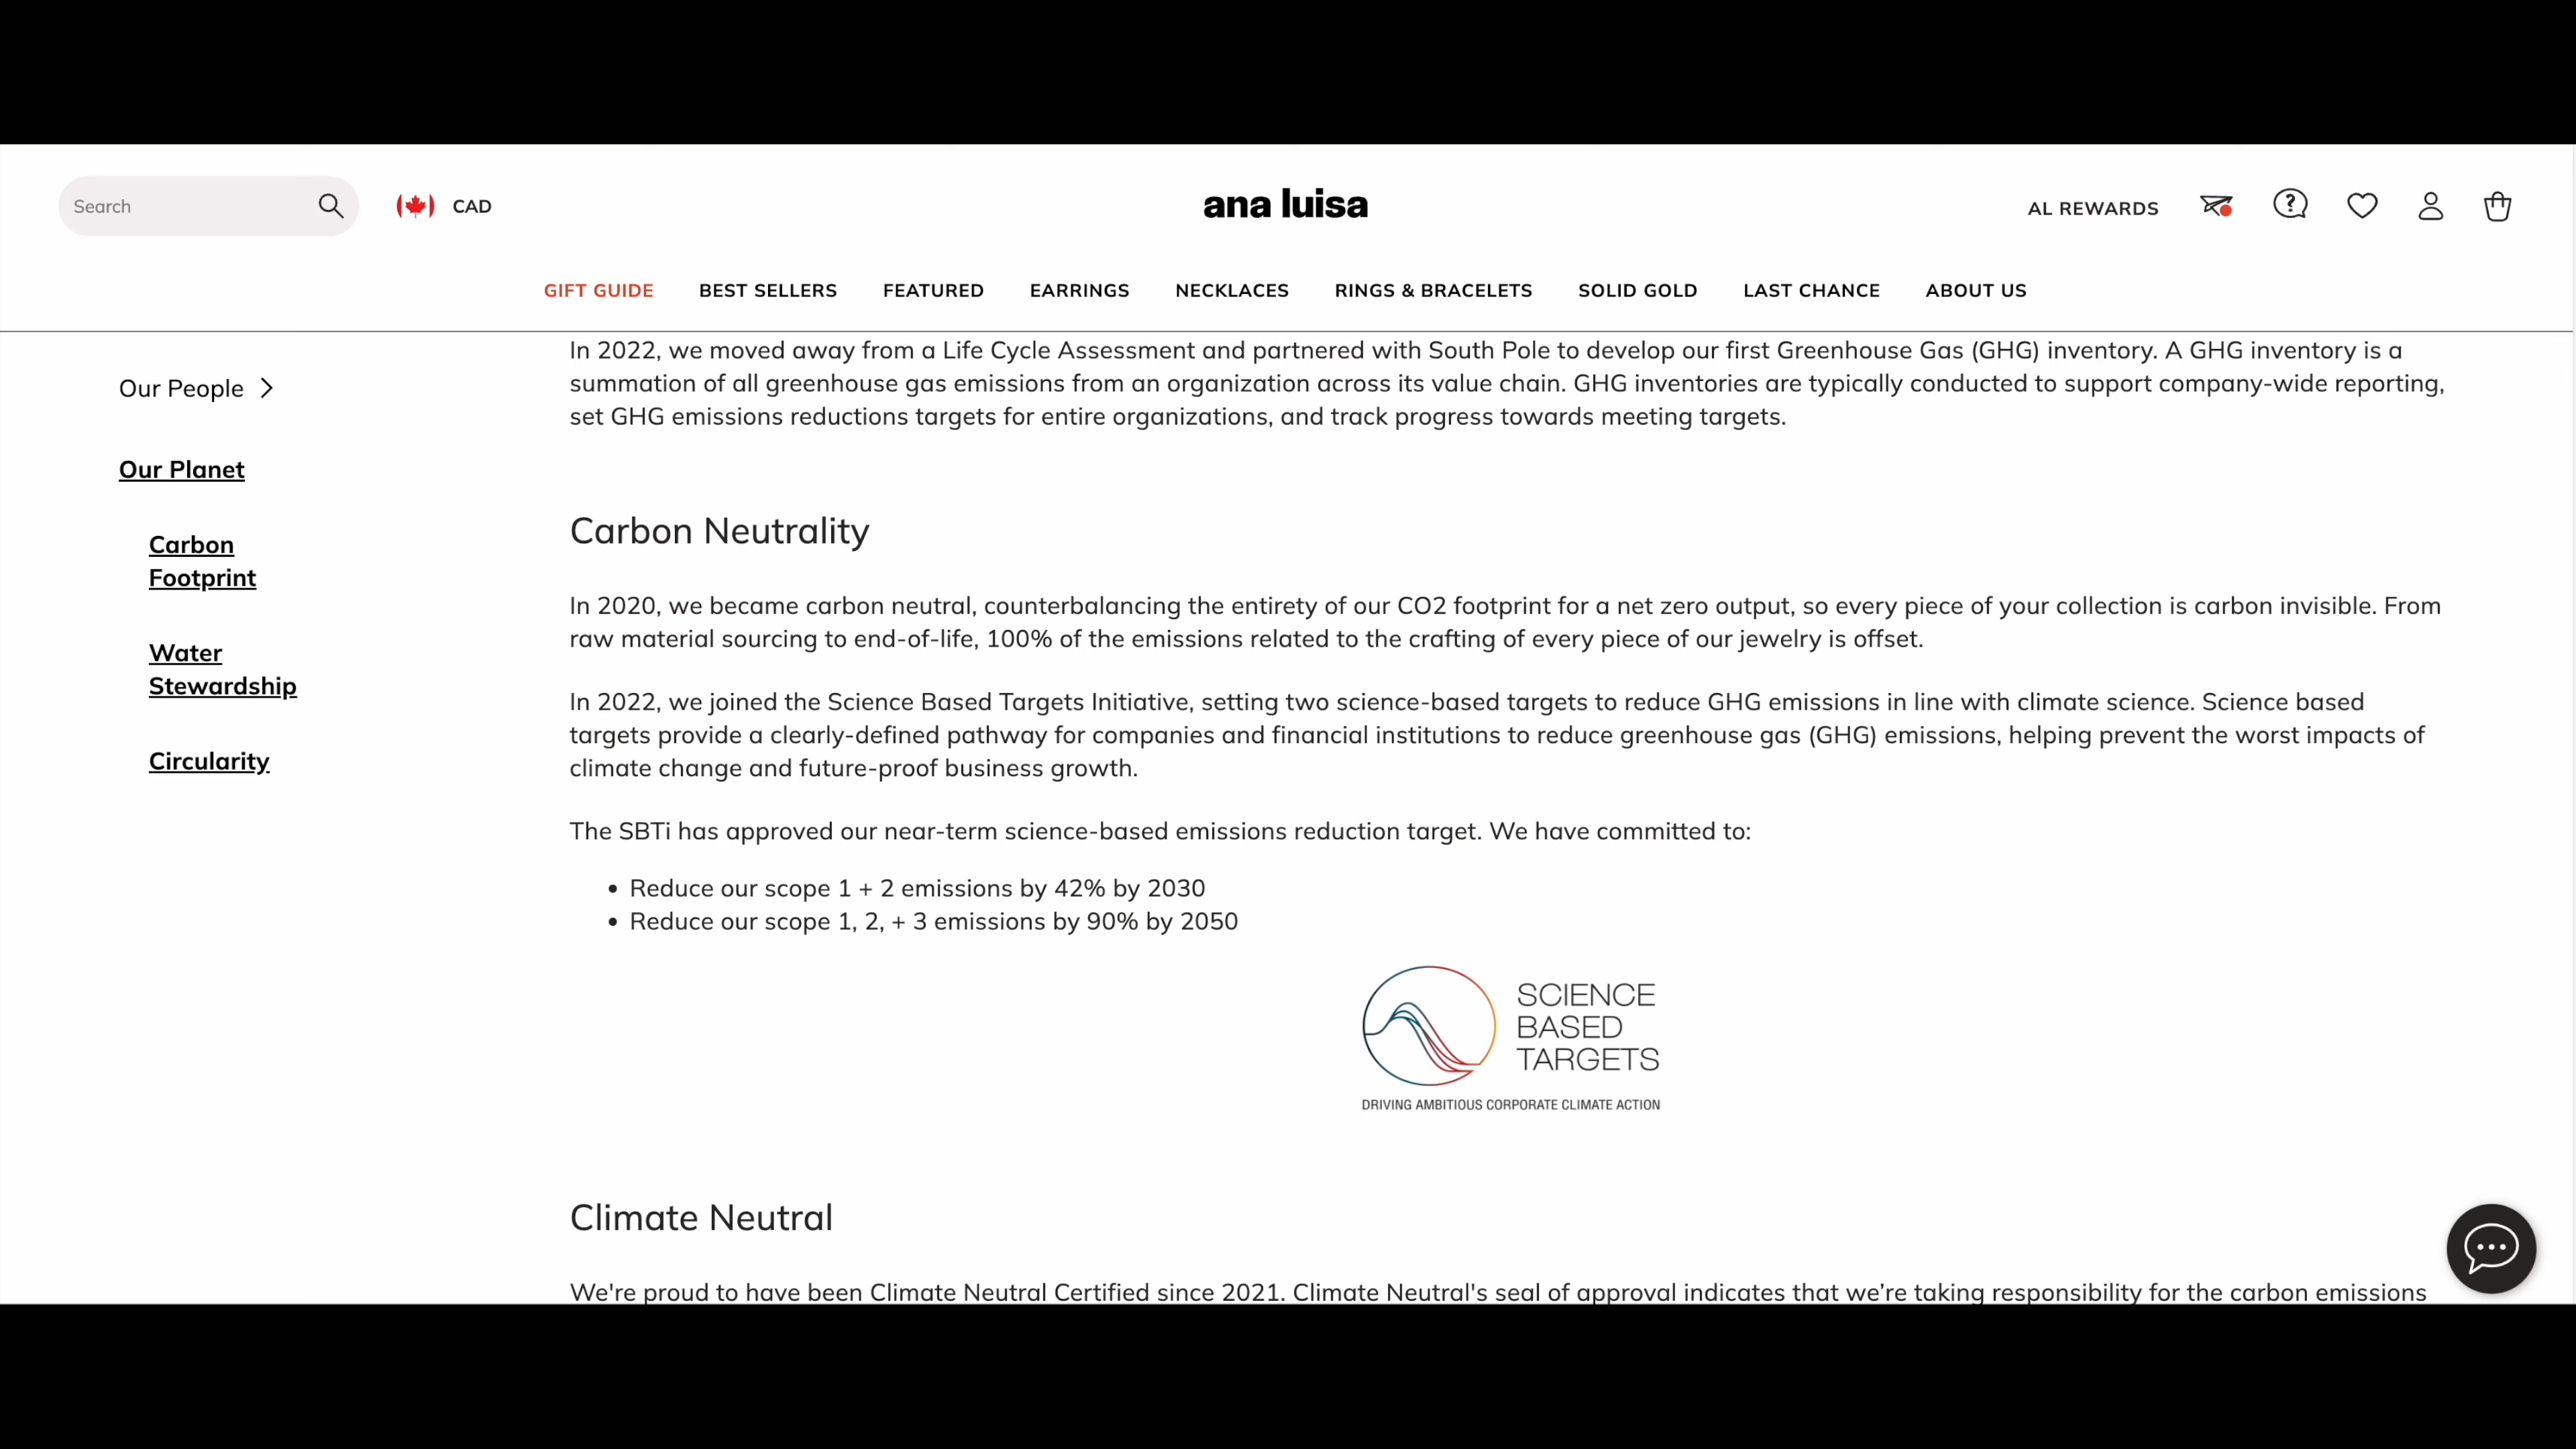 Search
CAD
ana luisa
AL REWARDS
GIFT GUIDE
BEST SELLERS
FEATURED
EARRINGS
NECKLACES
RINGS & BRACELETS
SOLID GOLD
LAST CHANCE
ABOUT US
Our People
Our Planet
Carbon
Footprint
Water
Stewardship
Circularity
In 2022, we moved away from a Life Cycle Assessment and partnered with South Pole to develop our first Greenhouse Gas (GHG) inventory. A GHG inventory is a
summation of all greenhouse gas emissions from an organization across its value chain. GHG inventories are typically conducted to support company-wide reporting,
set GHG emissions reductions targets for entire organizations, and track progress towards meeting targets.
Carbon Neutrality
In 2020, we became carbon neutral, counterbalancing the entirety of our CO2 footprint for a net zero output, so every piece of your collection is carbon invisible. From
raw material sourcing to end-of-life, 100% of the emissions related to the crafting of every piece of our jewelry is offset.
In 2022, we joined the Science Based Targets Initiative, setting two science-based targets to reduce GHG emissions in line with climate science. Science based
targets provide a clearly-defined pathway for companies and financial institutions to reduce greenhouse gas (GHG) emissions, helping prevent the worst impacts of
climate change and future-proof business growth.
The SBTi has approved our near-term science-based emissions reduction target. We have committed to:
• Reduce our scope 1 + 2 emissions by 42% by 2030
• Reduce our scope 1, 2, + 3 emissions by 90% by 2050
SCIENCE
BASED
TARGETS
DRIVING AMBITIOUS CORPORATE CLIMATE ACTION
Climate Neutral
We're proud to have been Climate Neutral Certified since 2021. Climate Neutral's seal of approval indicates that we’re taking responsibility for the carbon emissions